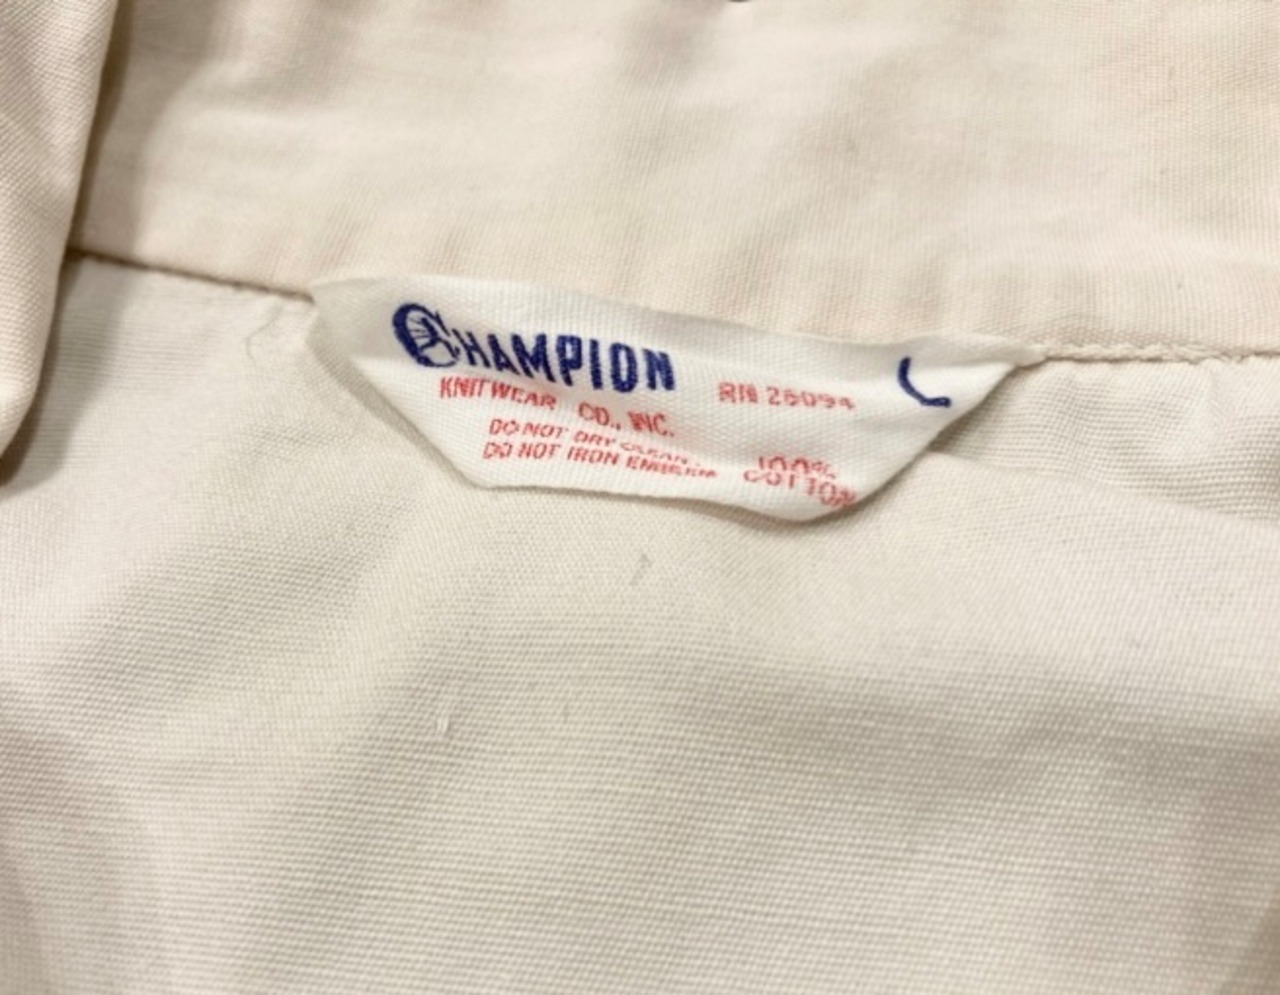 CHAMPION
KNITWEAR CO., INC.
RN 26094
L
DO NOT DRY CLEAN.
DO NOT IRON EMBLEM
100%
COTTON